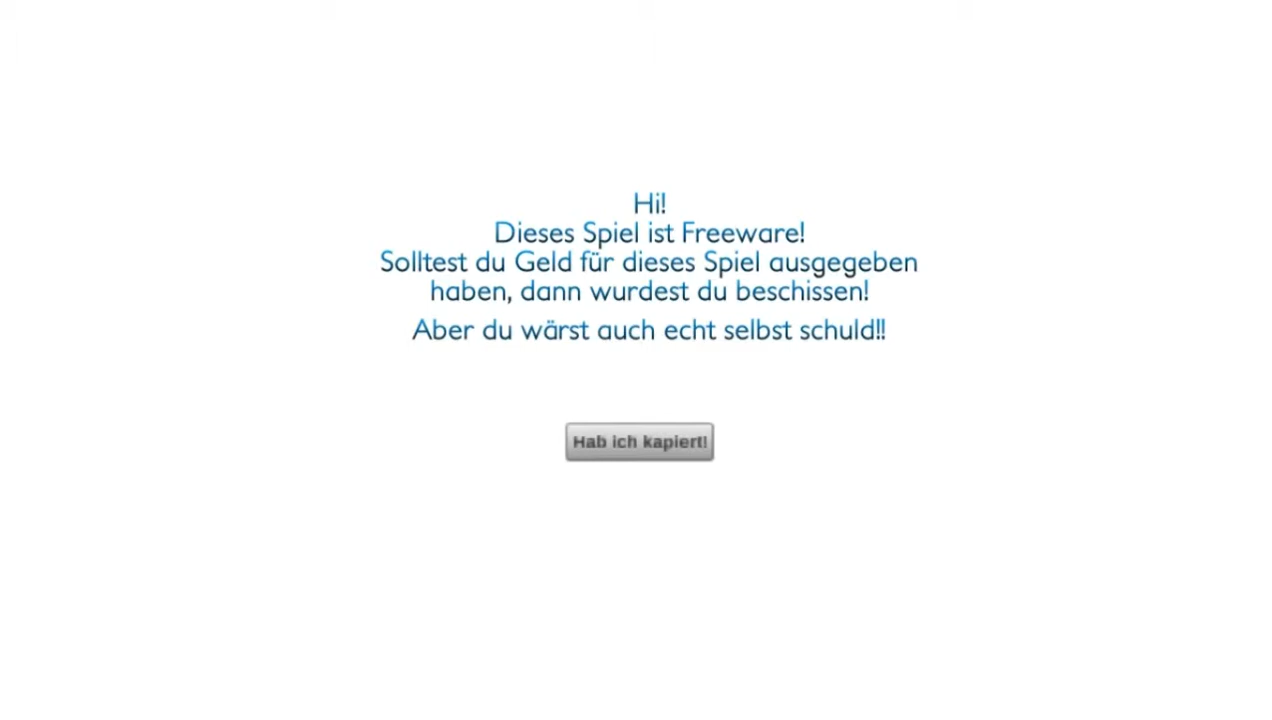 Hi!
Dieses Spiel ist Freeware!
Solltest du Geld für dieses Spiel ausgegeben
haben, dann wurdest du beschissen!
Aber du wärst auch echt selbst schuld!!
Hab ich kapiert!